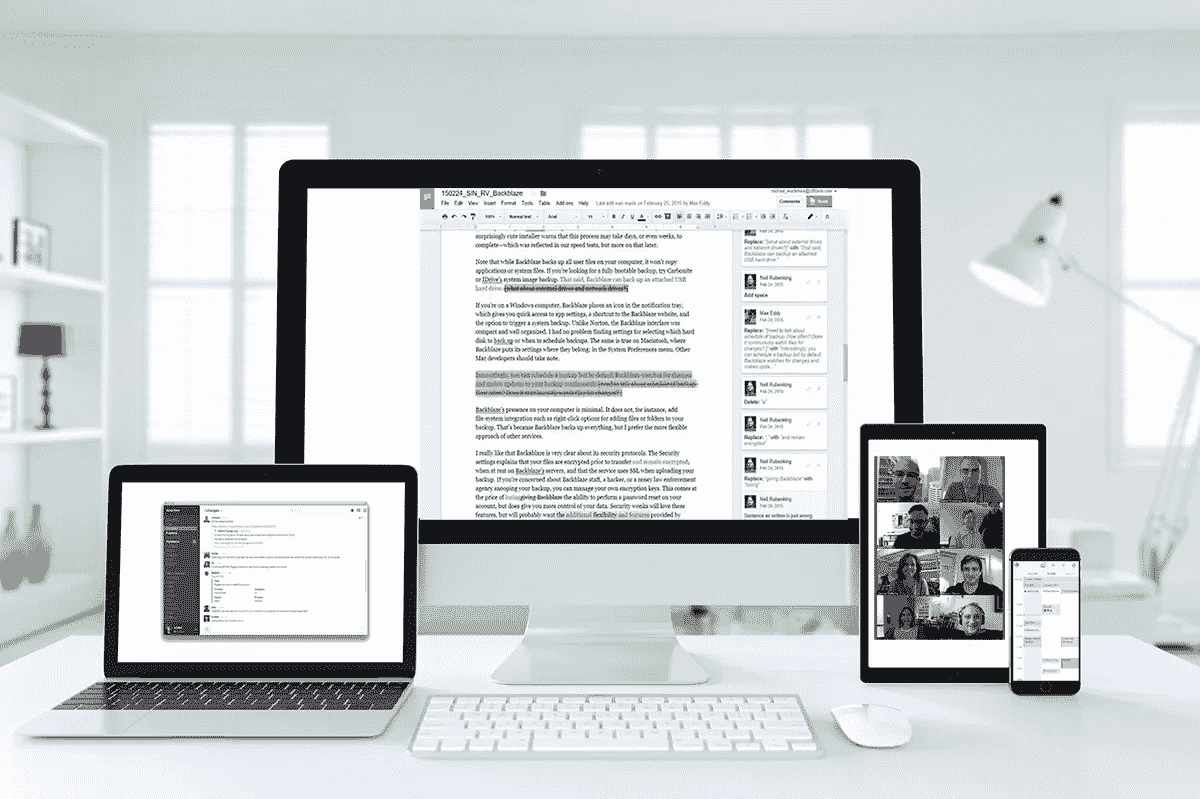 150224_SIN_RV_Backblaze
File Edit View Insert Format Tools Table Add-ons Help Last edit was made on February 25, 2015 by Max Eddy
Comments
100% Normal text Arial 11
surprisingly cute installer warns that this process may take days, or even weeks, to
complete—which was reflected in our speed tests, but more on that later.
Note that while Backblaze backs up all user files on your computer, it won't copy
applications or system files. If you're looking for a fully bootable backup, try Carbonite
or IDrive's system image backup. That said, Backblaze can back up an attached USB
hard drive. [what about external drives and network drives?]
If you're on a Windows computer, Backblaze places an icon in the notification tray,
which gives you quick access to app settings, a shortcut to the Backblaze website, and
the option to trigger a system backup. Unlike Norton, the Backblaze interface was
compact and well organized. I had no problem finding settings for selecting which hard
disk to back up or when to schedule backups. The same is true on Macintosh, where
Backblaze puts its settings where they belong: in the System Preferences menu. Other
Mac developers should take note.
Interestingly, you can schedule a backup but by default Backblaze watches for changes
and makes updates to your backup continuously [need to talk about schedule of backup.
How often? Does it continuously watch files for changes?]
Backblaze's presence on your computer is minimal. It does not, for instance, add
file-system integration such as right-click options for adding files or folders to your
backup. That's because Backblaze backs up everything, but I prefer the more flexible
approach of other services.
I really like that Backablaze is very clear about its security protocols. The Security
settings explains that your files are encrypted prior to transfer and remain encrypted,
when at rest on Backblaze's servers, and that the service uses SSL when uploading your
backup. If you're concerned about Backblaze staff, a hacker, or a nosey law enforcement
agency snooping your backup, you can manage your own encryption keys. This comes at
the price of losing giving Backblaze the ability to perform a password reset on your
account, but does give you more control of your data. Security wonks will love these
features, but will probably want the additional flexibility and features provided by
Replace: "[what about external drives
and network drives?]" with "That said,
Backblaze can backup an attached
USB hard drive."
Neil Rubenking
Feb 24, 2015
Add space
Max Eddy
Feb 24, 2015
Replace: "[need to talk about
schedule of backup. How often? Does
it continuously watch files for
changes? ]" with "Interestingly, you
can schedule a backup but by default
Backblaze watches for changes and
makes upda..."
Neil Rubenking
Feb 24, 2015
Delete: "a"
Neil Rubenking
Feb 24, 2015
Replace: "," with "and remain
encrypted"
Neil Rubenking
Feb 24, 2015
Replace: "giving Backblaze" with
"losing"
Neil Rubenking
Feb 24, 2015
Sentence as written is just wrong